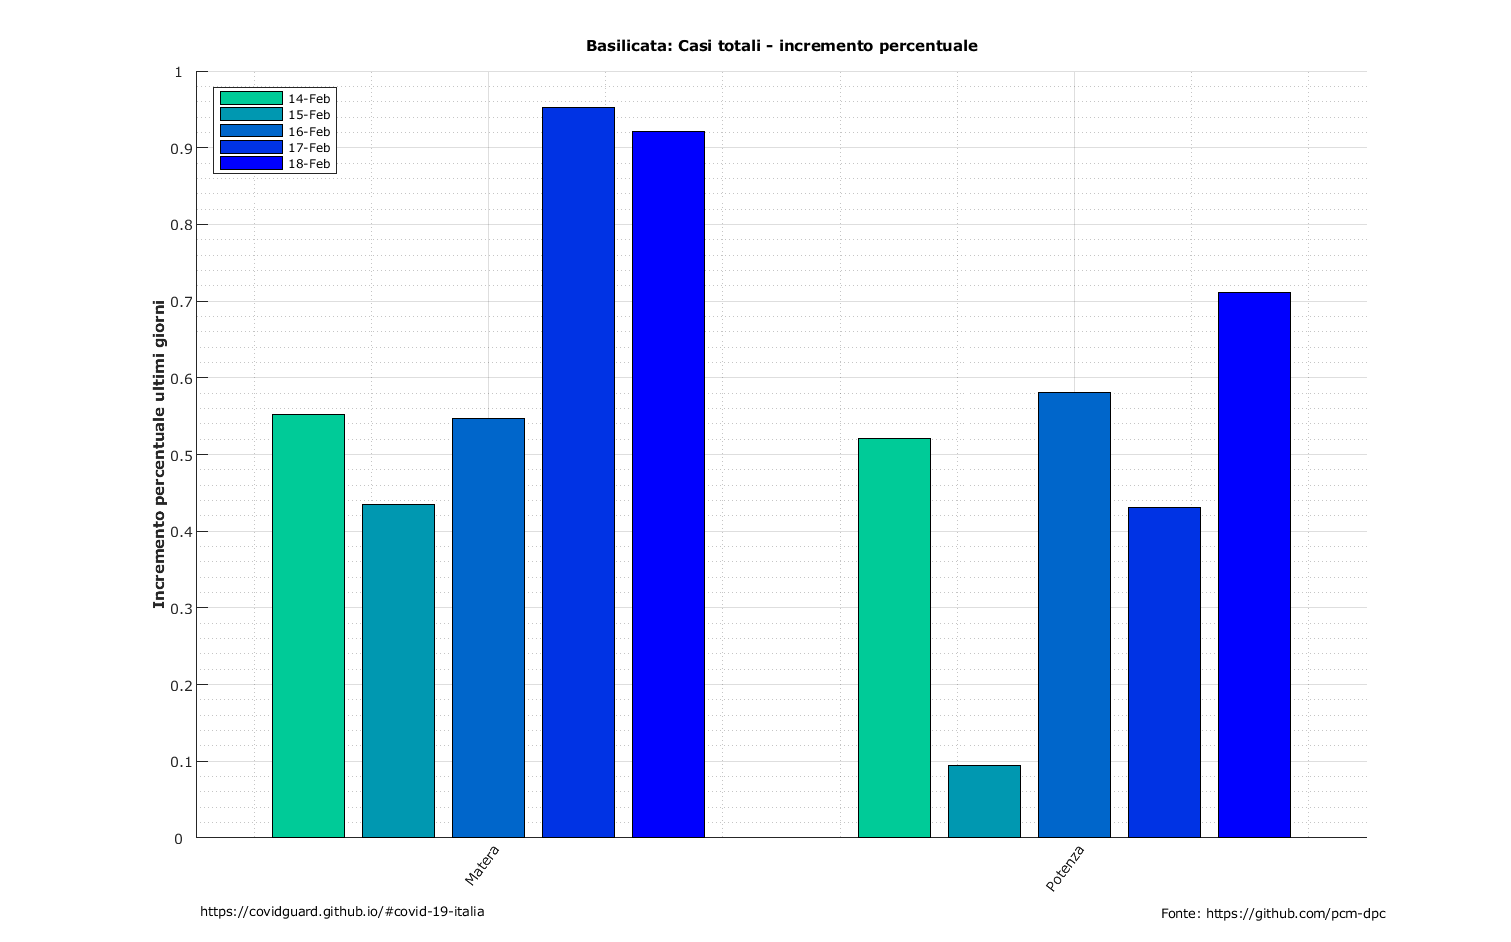 Basilicata: Casi totali - incremento percentuale
Incremento percentuale ultimi giorni
1
0.9
0.8
0.7
0.6
0.5
0.4
0.3
0.2
0.1
0
14-Feb
15-Feb
16-Feb
17-Feb
18-Feb
Matera
Potenza
https://covidguard.github.io/#covid-19-italia
Fonte: https://github.com/pcm-dpc